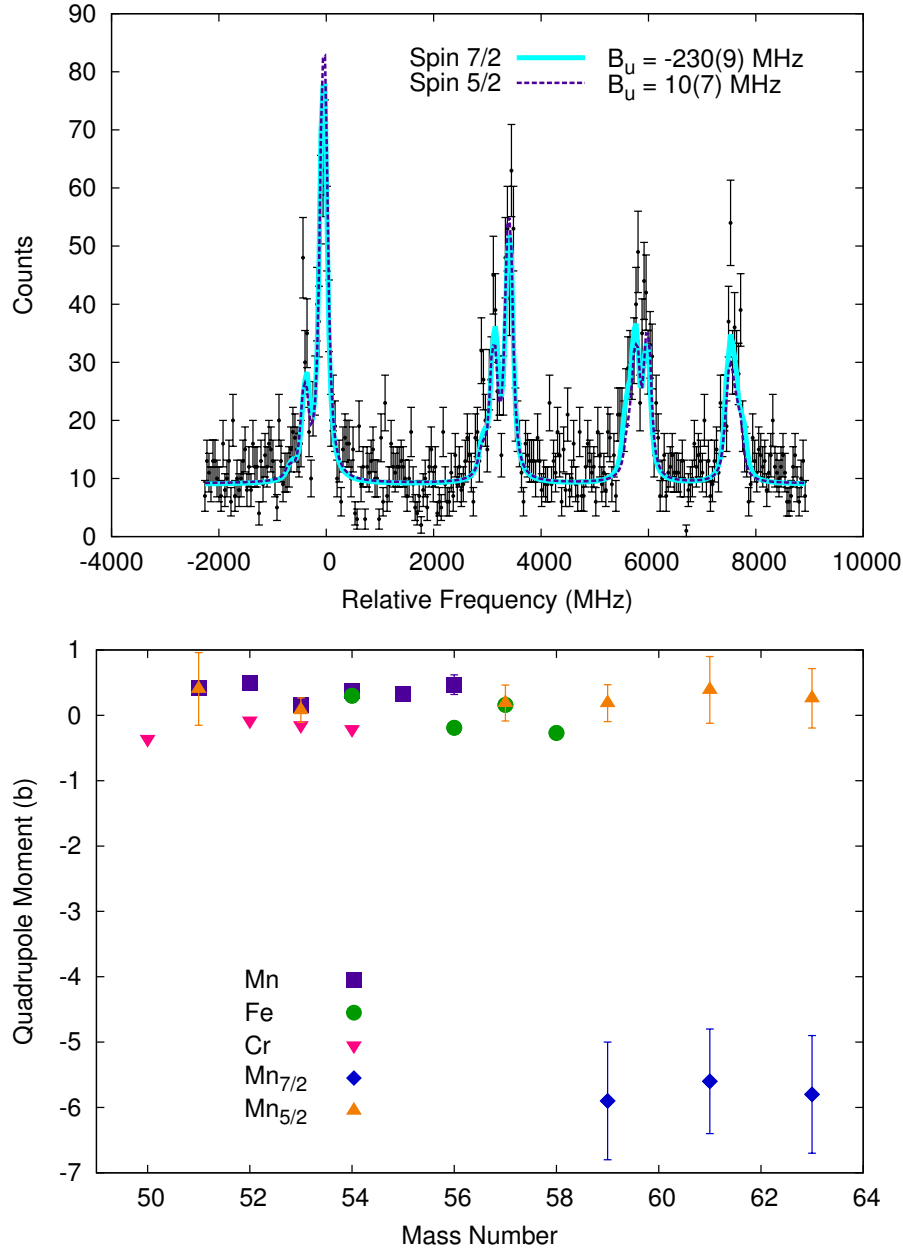 90
80
70
60
50
40
30
20
10
0
Counts
Spin 7/2 B_u = -230(9) MHz
Spin 5/2 B_u = 10(7) MHz
-4000 -2000 0 2000 4000 6000 8000 10000
Relative Frequency (MHz)
1
0
-1
-2
-3
-4
-5
-6
-7
Quadrupole Moment (b)
Mn
Fe
Cr
Mn_7/2
Mn_5/2
50 52 54 56 58 60 62 64
Mass Number